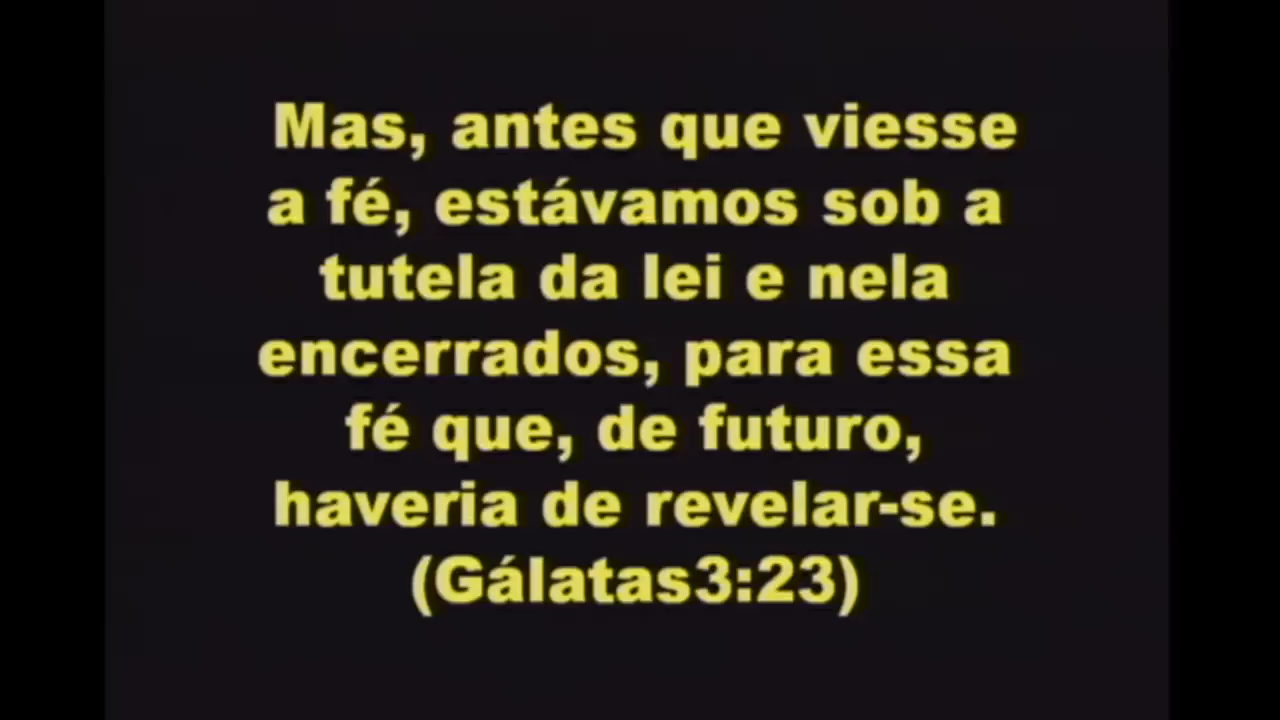 Mas, antes que viesse
a fé, estávamos sob a
tutela da lei e nela
encerrados, para essa
fé que, de futuro,
haveria de revelar-se.
(Gálatas3:23)